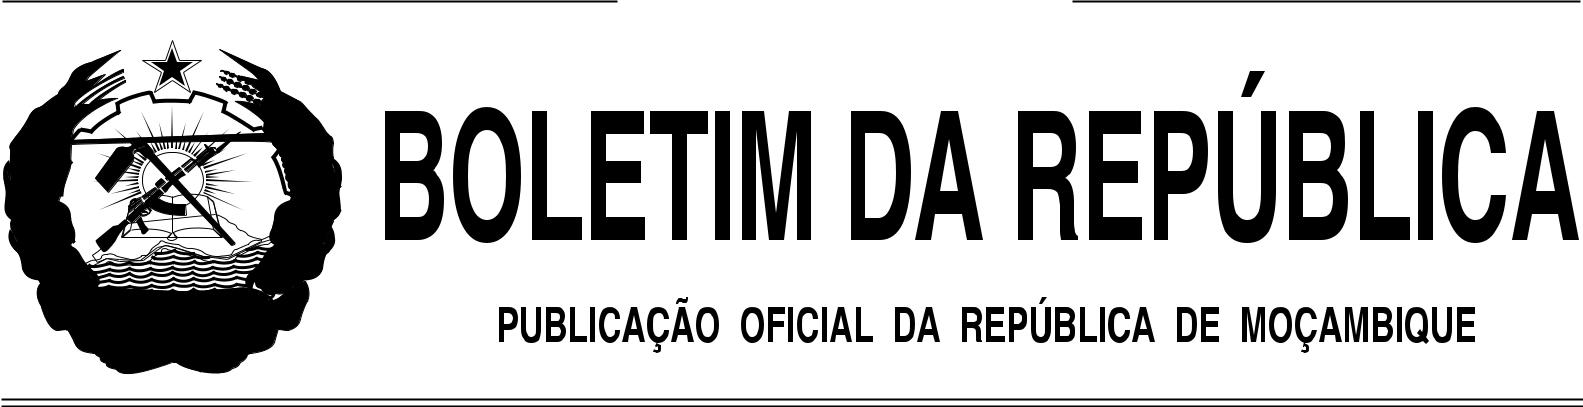 BOLETIM DA REPÚBLICA
PUBLICAÇÃO OFICIAL DA REPÚBLICA DE MOÇAMBIQUE